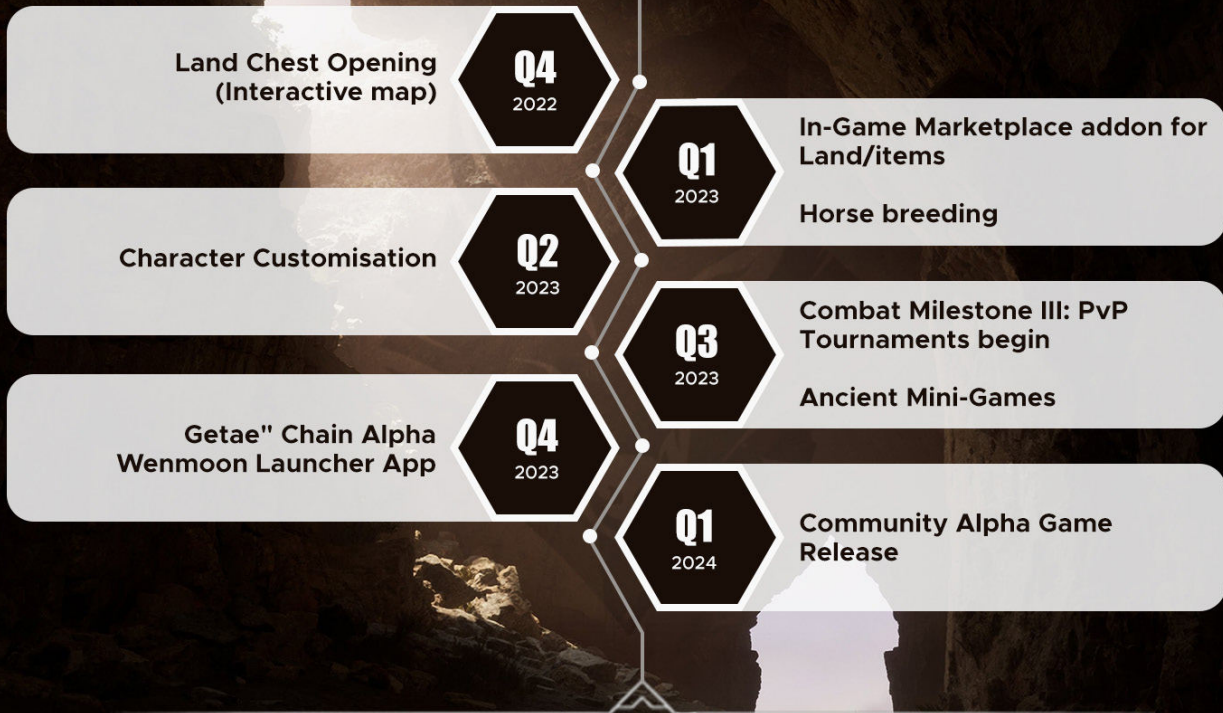 Q4
2022
Land Chest Opening
(Interactive map)
Q1
2023
In-Game Marketplace addon for
Land/items
Horse breeding
Q2
2023
Character Customisation
Q3
2023
Combat Milestone III: PvP
Tournaments begin
Ancient Mini-Games
Q4
2023
Getae" Chain Alpha
Wenmoon Launcher App
Q1
2024
Community Alpha Game
Release